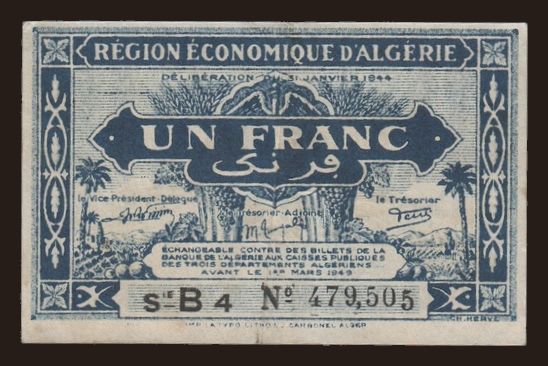 RÉGION ÉCONOMIQUE D'ALGÉRIE
DÉLIBÉRATION DU 31 JANVIER 1944
UN FRANC
فرنك
le Vice Président-Délégué
le Trésorier-Adjoint
le Trésorier
ÉCHANGEABLE CONTRE DES BILLETS DE LA
BANQUE DE L'ALGÉRIE AUX CAISSES PUBLIQUES
DES TROIS DÉPARTEMENTS ALGÉRIENS
AVANT LE 1ER MARS 1949
SIE B 4 No 479,505
IMP. LA TYPO LITHO J. CARBONEL ALGER
CH. HERVÉ